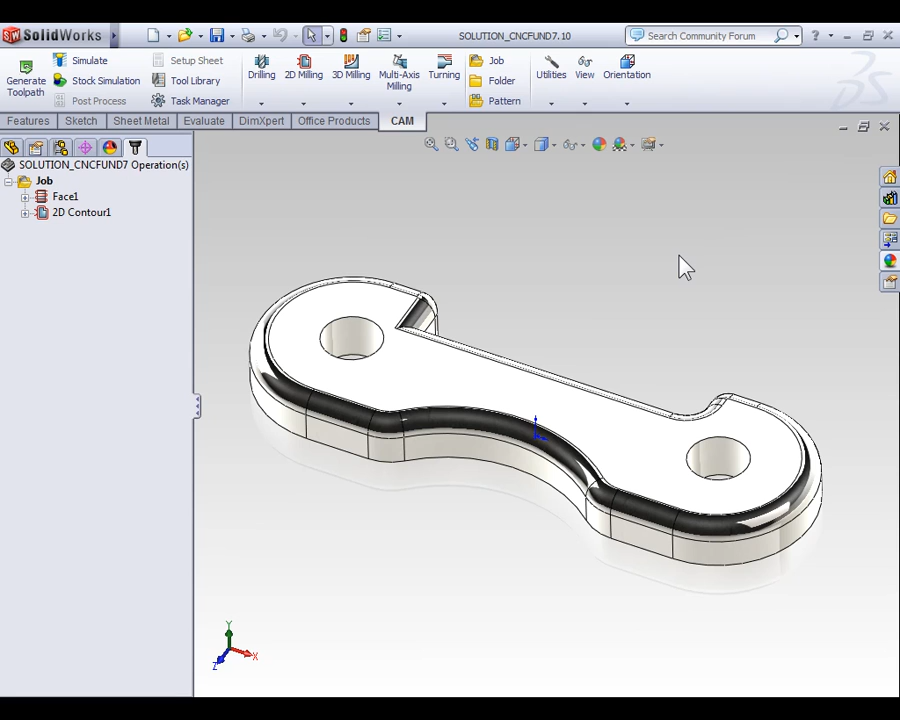 SolidWorks
SOLUTION_CNCFUND7.10
Search Community Forum
?
Generate Toolpath
Simulate
Stock Simulation
Post Process
Setup Sheet
Tool Library
Task Manager
Drilling
2D Milling
3D Milling
Multi-Axis Milling
Turning
Job
Folder
Pattern
Utilities
View
Orientation
Features
Sketch
Sheet Metal
Evaluate
DimXpert
Office Products
CAM
SOLUTION_CNCFUND7 Operation(s)
Job
Face1
2D Contour1
Y
X
Z